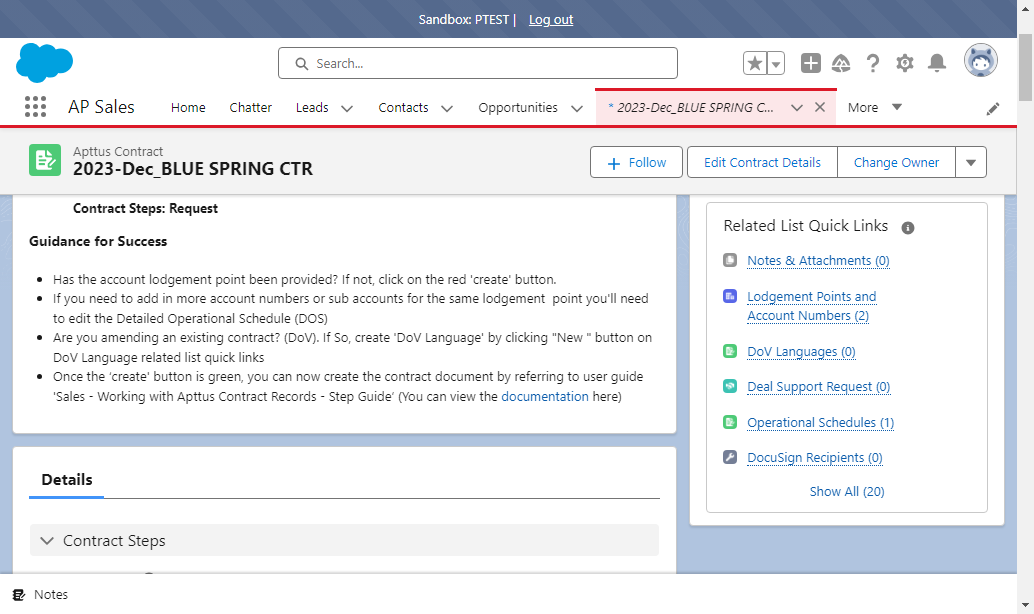 Sandbox: PTEST | Log out
Search...
AP Sales Home Chatter Leads Contacts Opportunities * 2023-Dec_BLUE SPRING C... More
Apttus Contract
2023-Dec_BLUE SPRING CTR
Follow Edit Contract Details Change Owner
Contract Steps: Request
Guidance for Success
Has the account lodgement point been provided? If not, click on the red 'create' button.
If you need to add in more account numbers or sub accounts for the same lodgement point you'll need
to edit the Detailed Operational Schedule (DOS)
Are you amending an existing contract? (DoV). If So, create 'DoV Language' by clicking "New " button on
DoV Language related list quick links
Once the 'create' button is green, you can now create the contract document by referring to user guide
'Sales - Working with Apttus Contract Records - Step Guide' (You can view the documentation here)
Details
Contract Steps
Related List Quick Links
Notes & Attachments (0)
Lodgement Points and
Account Numbers (2)
DoV Languages (0)
Deal Support Request (0)
Operational Schedules (1)
DocuSign Recipients (0)
Show All (20)
Notes